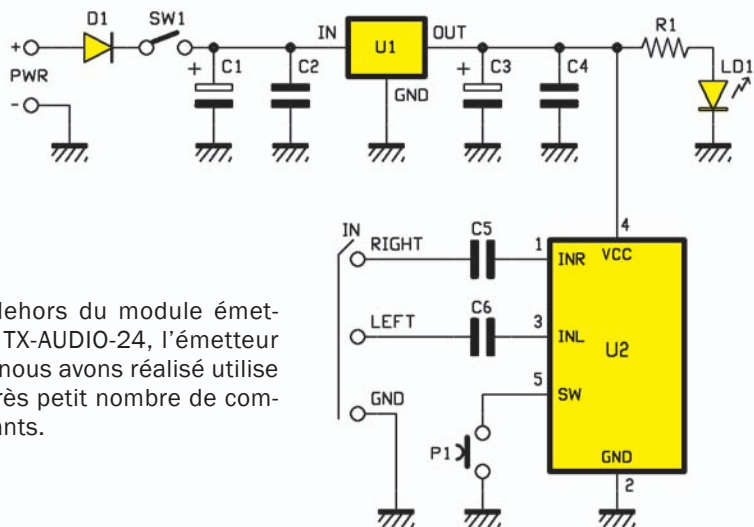 D1
SW1
+
PWR
-
+
C1
C2
IN
U1
OUT
GND
+
C3
C4
R1
LD1
IN
RIGHT
LEFT
GND
C5
C6
1
3
5
4
VCC
INR
INL
SW
U2
GND
2
P1
dehors du module émet-
TX-AUDIO-24, l'émetteur
nous avons réalisé utilise
rès petit nombre de com-
ants.